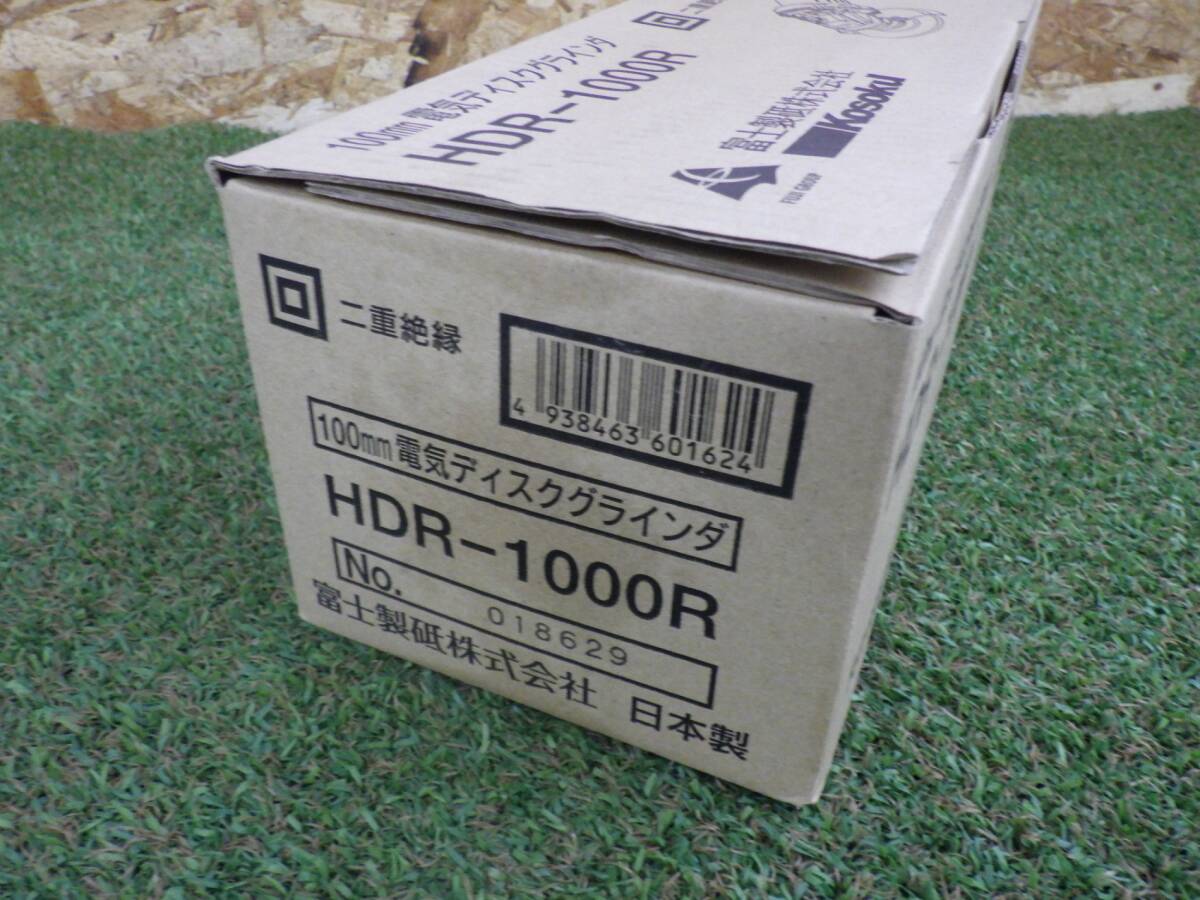 100mm 電気ディスクグラインダ
HDR-1000R
富士製砥株式会社
Kosoku
FUJI GROUP
二重絶縁
4 938463 601624
100mm 電気ディスクグラインダ
HDR-1000R
No. 018629
富士製砥株式会社 日本製